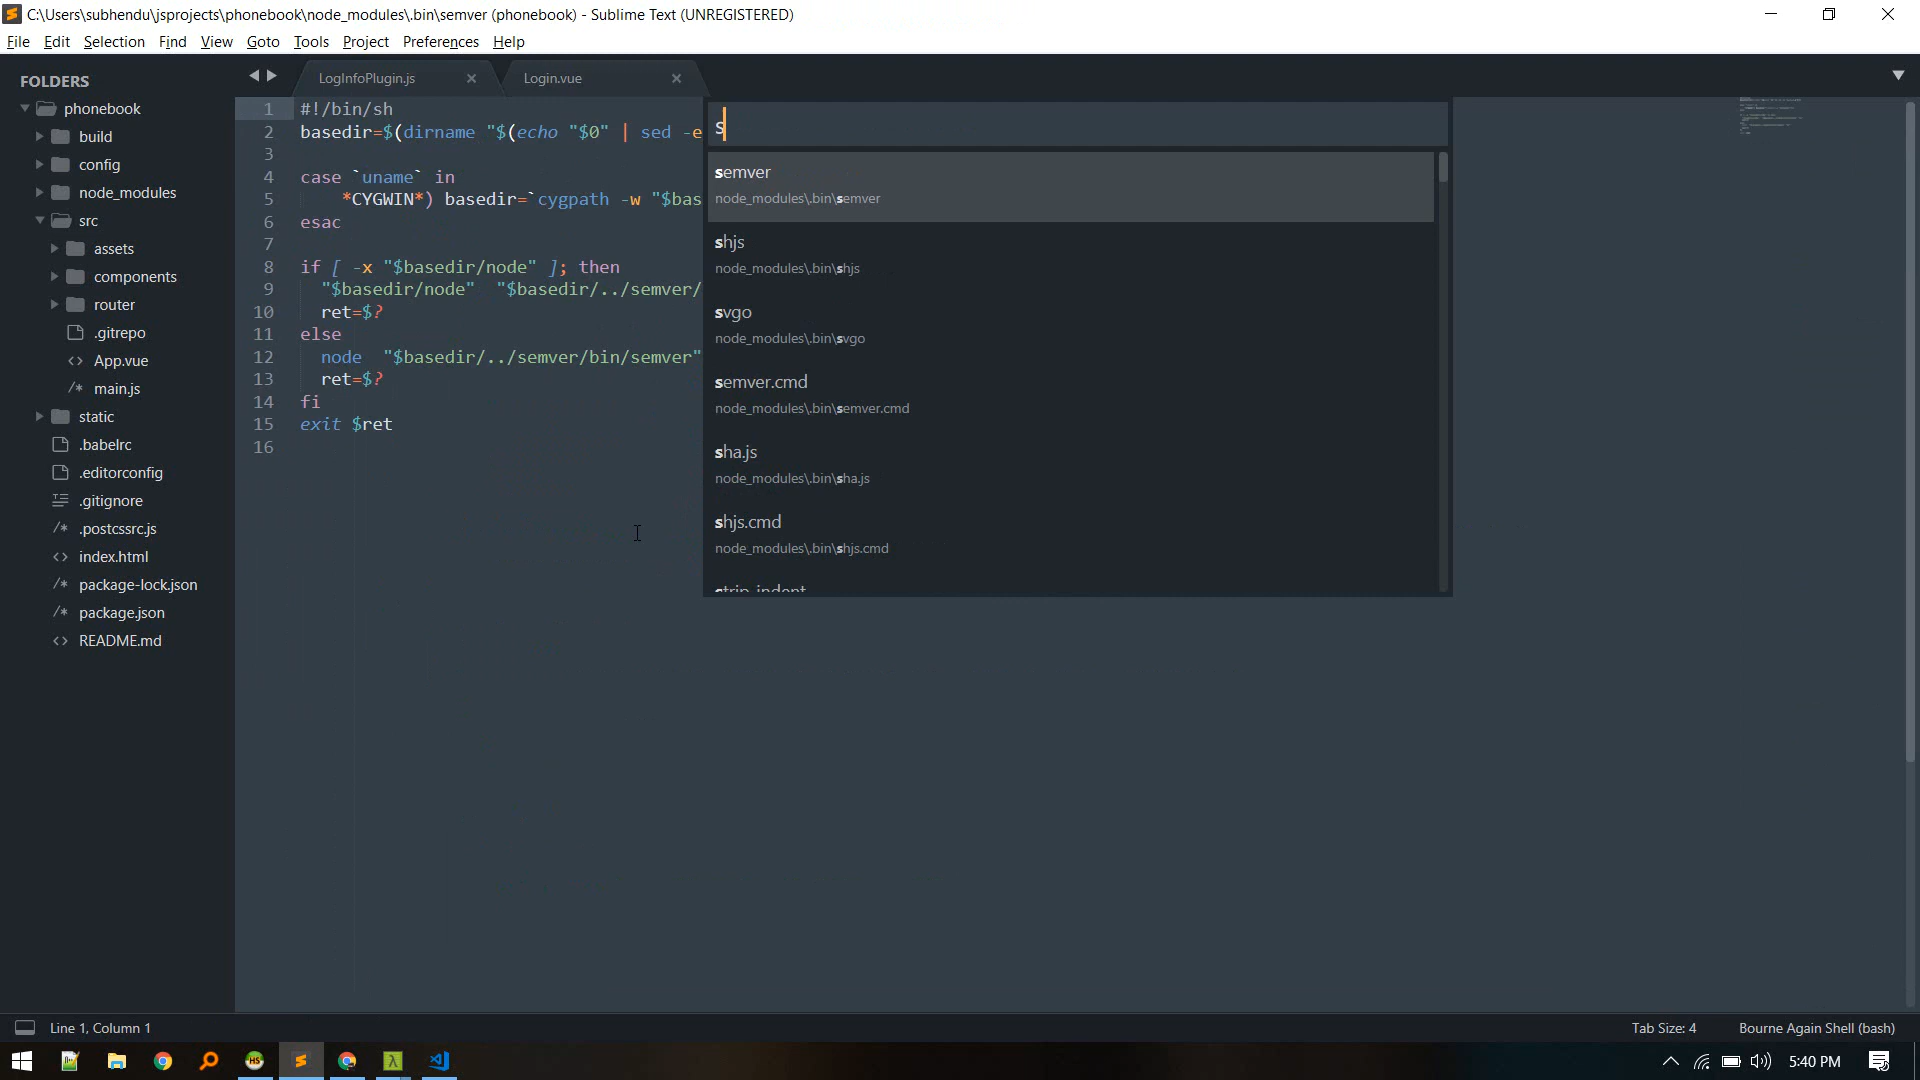 C:\Users\subhendu\jsprojects\phonebook\node_modules\.bin\semver (phonebook) - Sublime Text (UNREGISTERED)
File Edit Selection Find View Goto Tools Project Preferences Help
FOLDERS
phonebook
build
config
node_modules
src
assets
components
router
.gitrepo
App.vue
main.js
static
.babelrc
.editorconfig
.gitignore
.postcssrc.js
index.html
package-lock.json
package.json
README.md
LogInfoPlugin.js
Login.vue
1 #!/bin/sh
2 basedir=$(dirname "$(echo "$0" | sed -e
3
4 case `uname` in
5 *CYGWIN*) basedir=`cygpath -w "$bas
6 esac
7
8 if [ -x "$basedir/node" ]; then
9 "$basedir/node"  "$basedir/../semver/
10 ret=$?
11 else
12 node  "$basedir/../semver/bin/semver"
13 ret=$?
14 fi
15 exit $ret
16
s
semver
node_modules\.bin\semver
shjs
node_modules\.bin\shjs
svgo
node_modules\.bin\svgo
semver.cmd
node_modules\.bin\semver.cmd
sha.js
node_modules\.bin\sha.js
shjs.cmd
node_modules\.bin\shjs.cmd
strip-indent
Line 1, Column 1
Tab Size: 4
Bourne Again Shell (bash)
5:40 PM